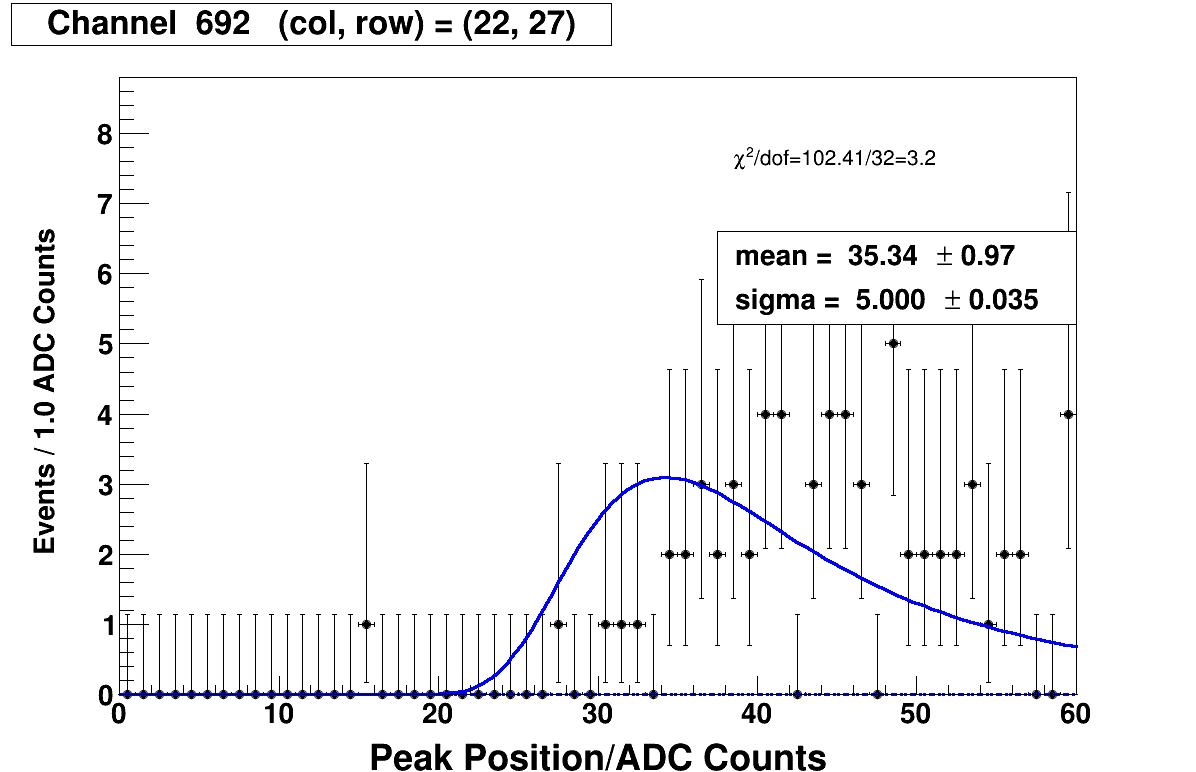 Channel  692   (col, row) = (22, 27)
χ²/dof=102.41/32=3.2
mean =  35.34  ± 0.97
sigma =  5.000  ± 0.035
Events / 1.0 ADC Counts
8
7
6
5
4
3
2
1
0
0 10 20 30 40 50 60
Peak Position/ADC Counts